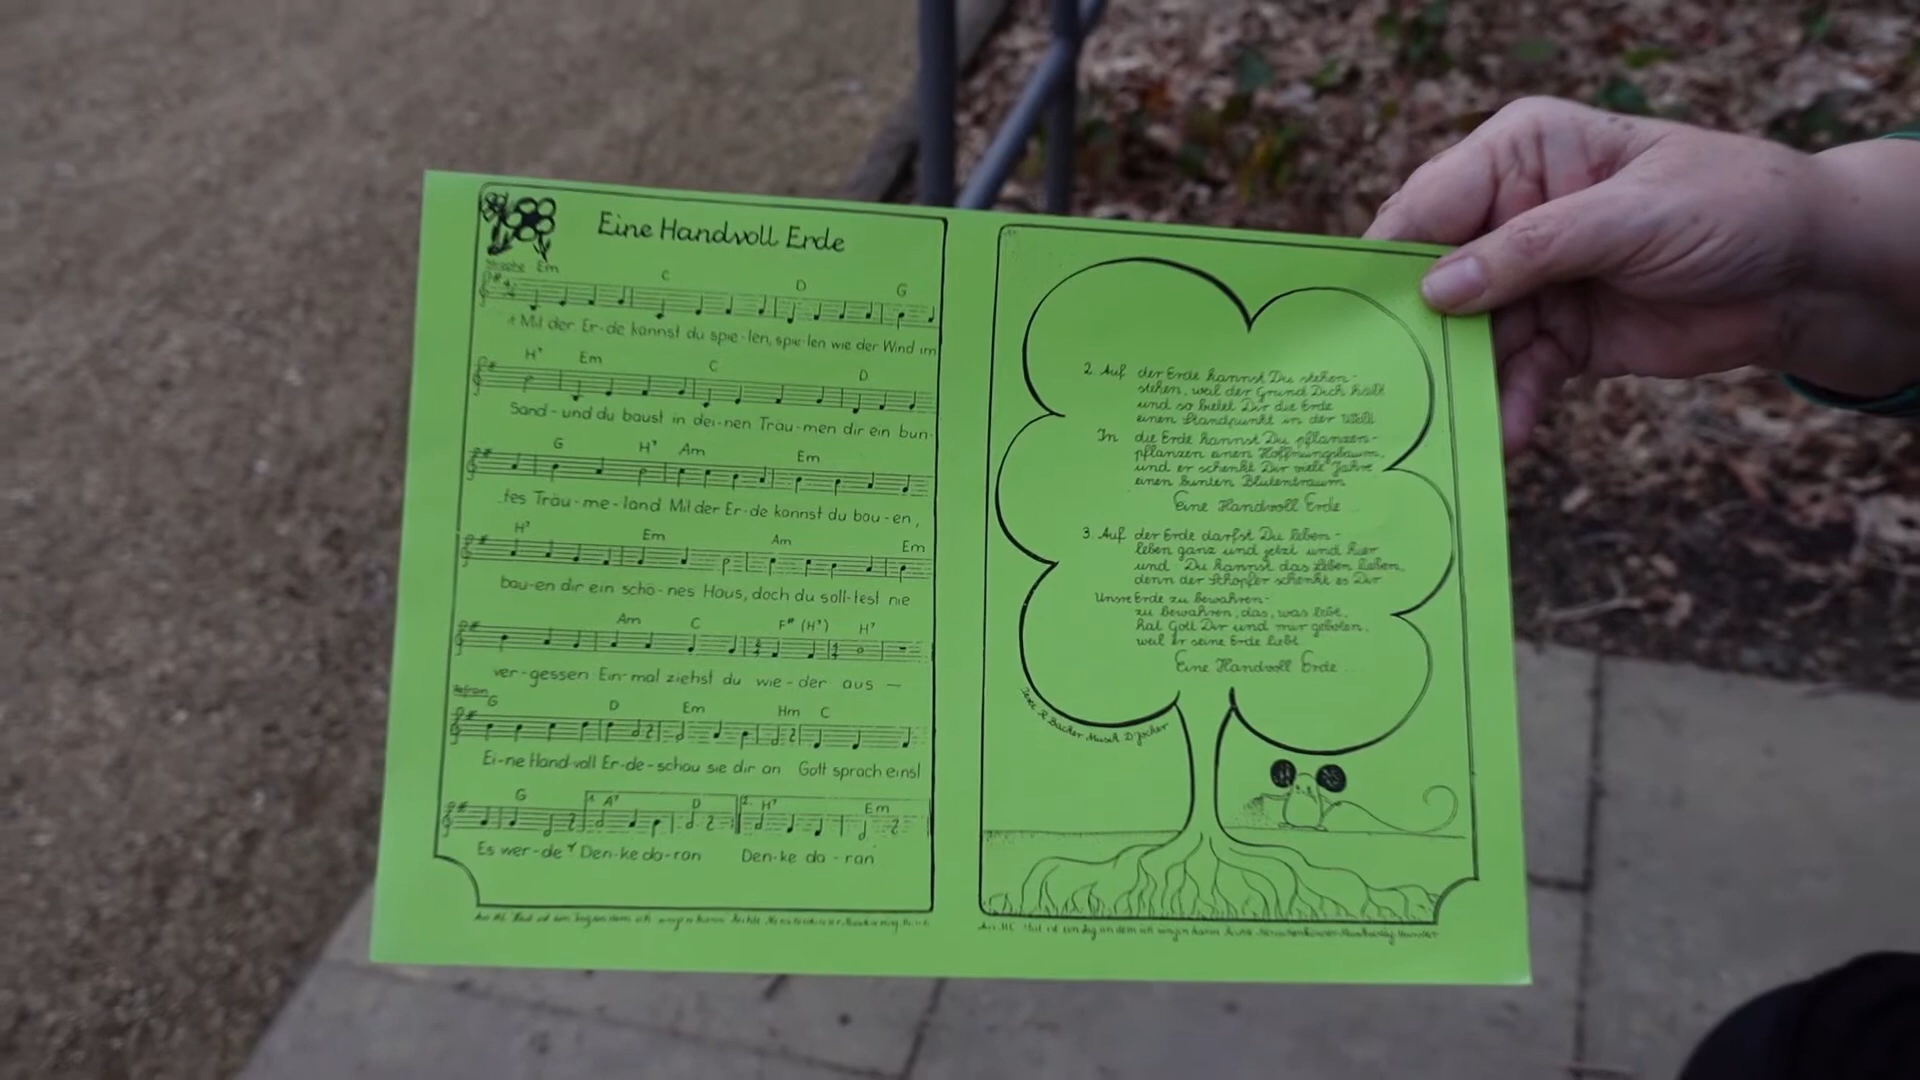 Eine Handvoll Erde
Strophe Em C D G
1. Mit der Er-de kannst du spie-len, spie-len wie der Wind im
H7 Em C D
Sand- und du baust in dei-nen Träu-men dir ein bun-
G H7 Am Em
tes Träu-me-land Mit der Er-de kannst du bau-en,
H7 Em Am Em
bau-en dir ein schö-nes Haus, doch du soll-test nie
Am C F# (H7) H7
ver-gessen Ein-mal ziehst du wie-der aus —
Refrain
G D Em Hm C
Ei-ne Hand-voll Er-de-schau sie dir an Gott sprach einst
G 1. A7 D 2. H7 Em
Es wer-de Den-ke da-ran Den-ke da-ran
2. Auf der Erde kannst Du stehen-
stehen, weil der Grund Dich hält
und so bietet Dir die Erde
einen Standpunkt in der Welt
In die Erde kannst Du pflanzen-
pflanzen einen Hoffnungsbaum,
und er schenkt Dir viele Jahre
einen bunten Blütentraum
Eine Handvoll Erde ...
3. Auf der Erde darfst Du leben-
leben ganz und jetzt und hier
und Du kannst das Leben lieben,
denn der Schöpfer schenkt es Dir
Unsre Erde zu bewahren-
zu bewahren, das, was lebt,
hat Gott Dir und mir geboten,
weil er seine Erde liebt
Eine Handvoll Erde ...
Text R Bäcker Musik D Jöcker